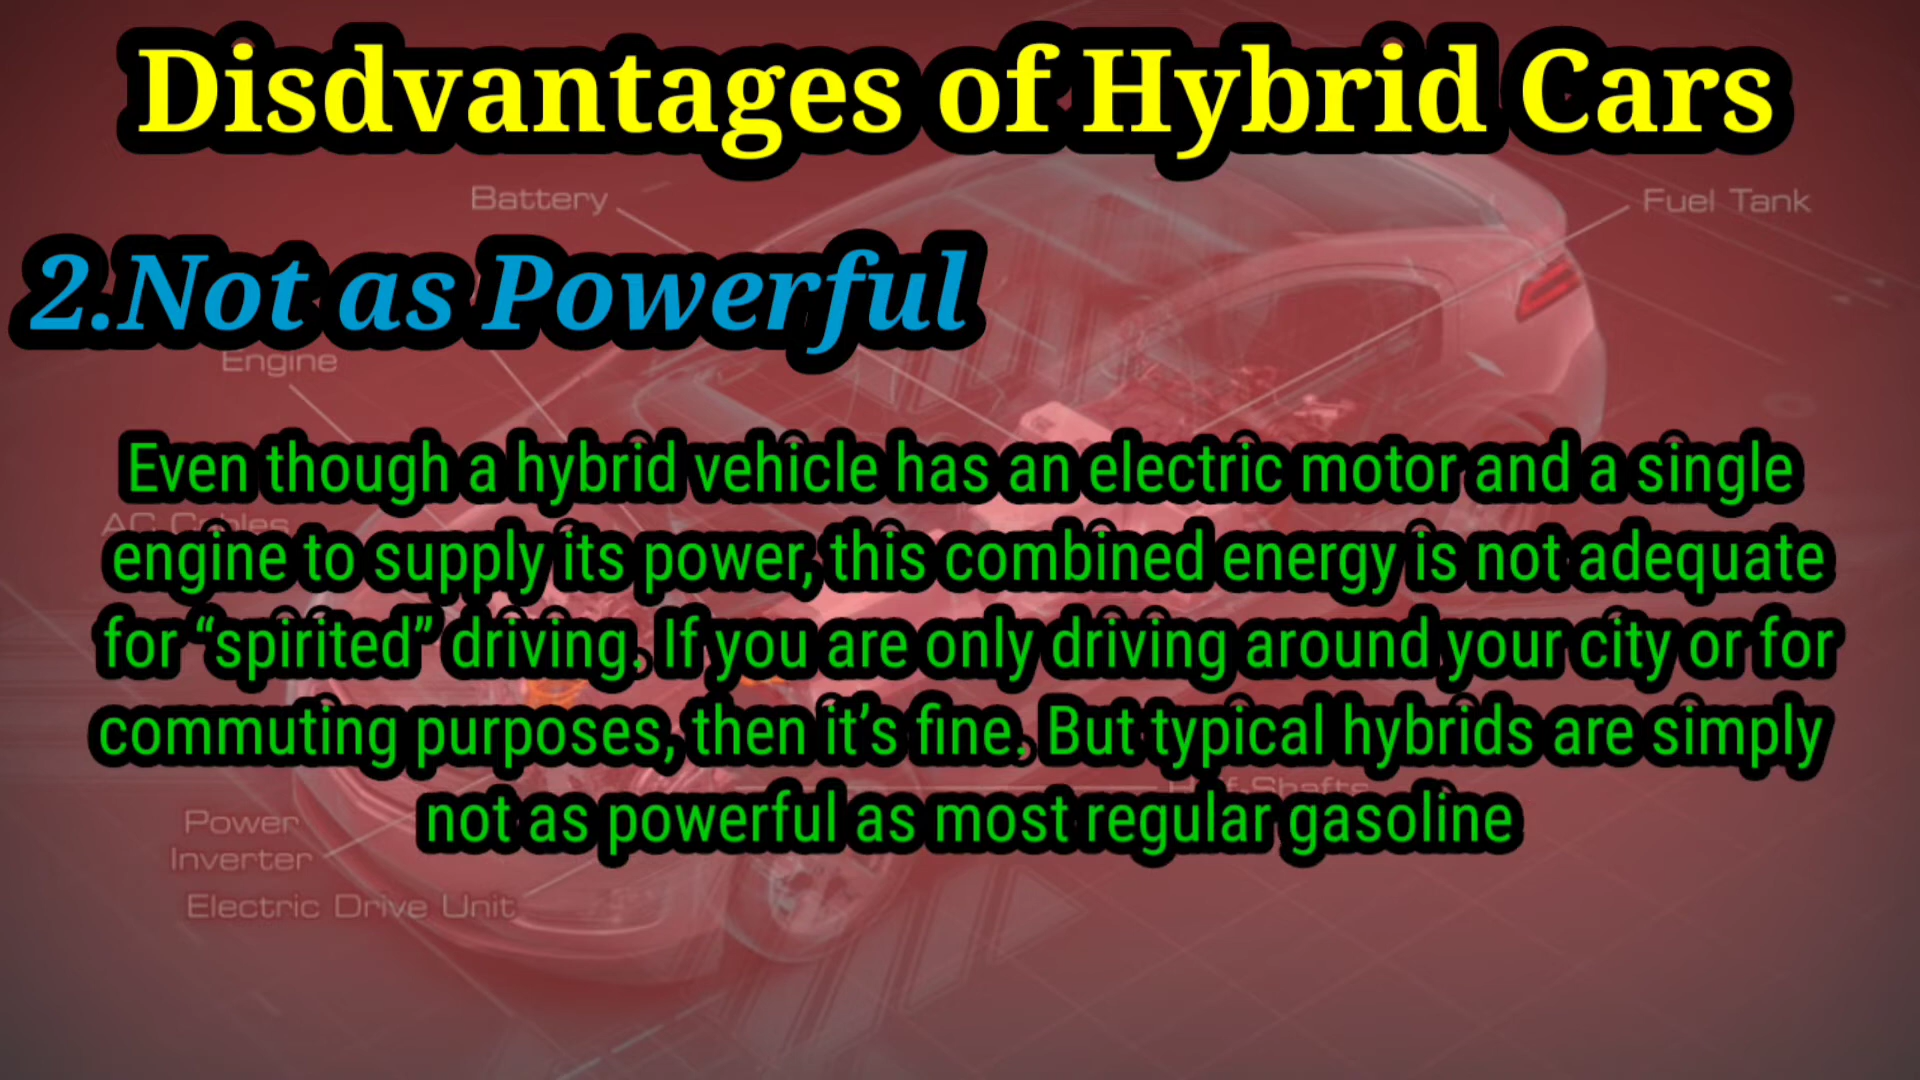 Disdvantages of Hybrid Cars
Battery
Fuel Tank
2.Not as Powerful
Engine
Even though a hybrid vehicle has an electric motor and a single
AC Cables
engine to supply its power, this combined energy is not adequate
for “spirited” driving. If you are only driving around your city or for
commuting purposes, then it’s fine. But typical hybrids are simply
Shafts
not as powerful as most regular gasoline
Power
Inverter
Electric Drive Unit